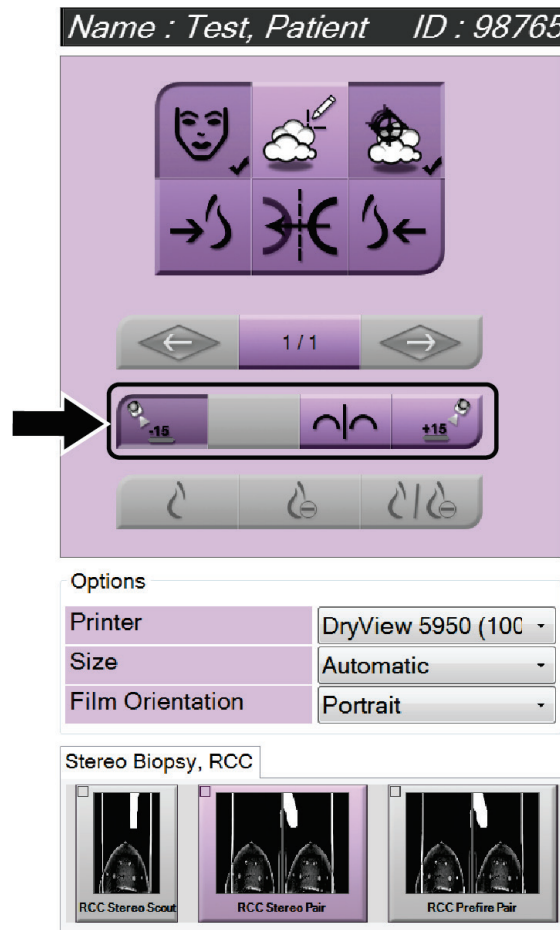 Name : Test, Patient ID : 98765
1 / 1
-15 +15
Options
Printer DryView 5950 (100
Size Automatic
Film Orientation Portrait
Stereo Biopsy, RCC
RCC Stereo Scout RCC Stereo Pair RCC Prefire Pair